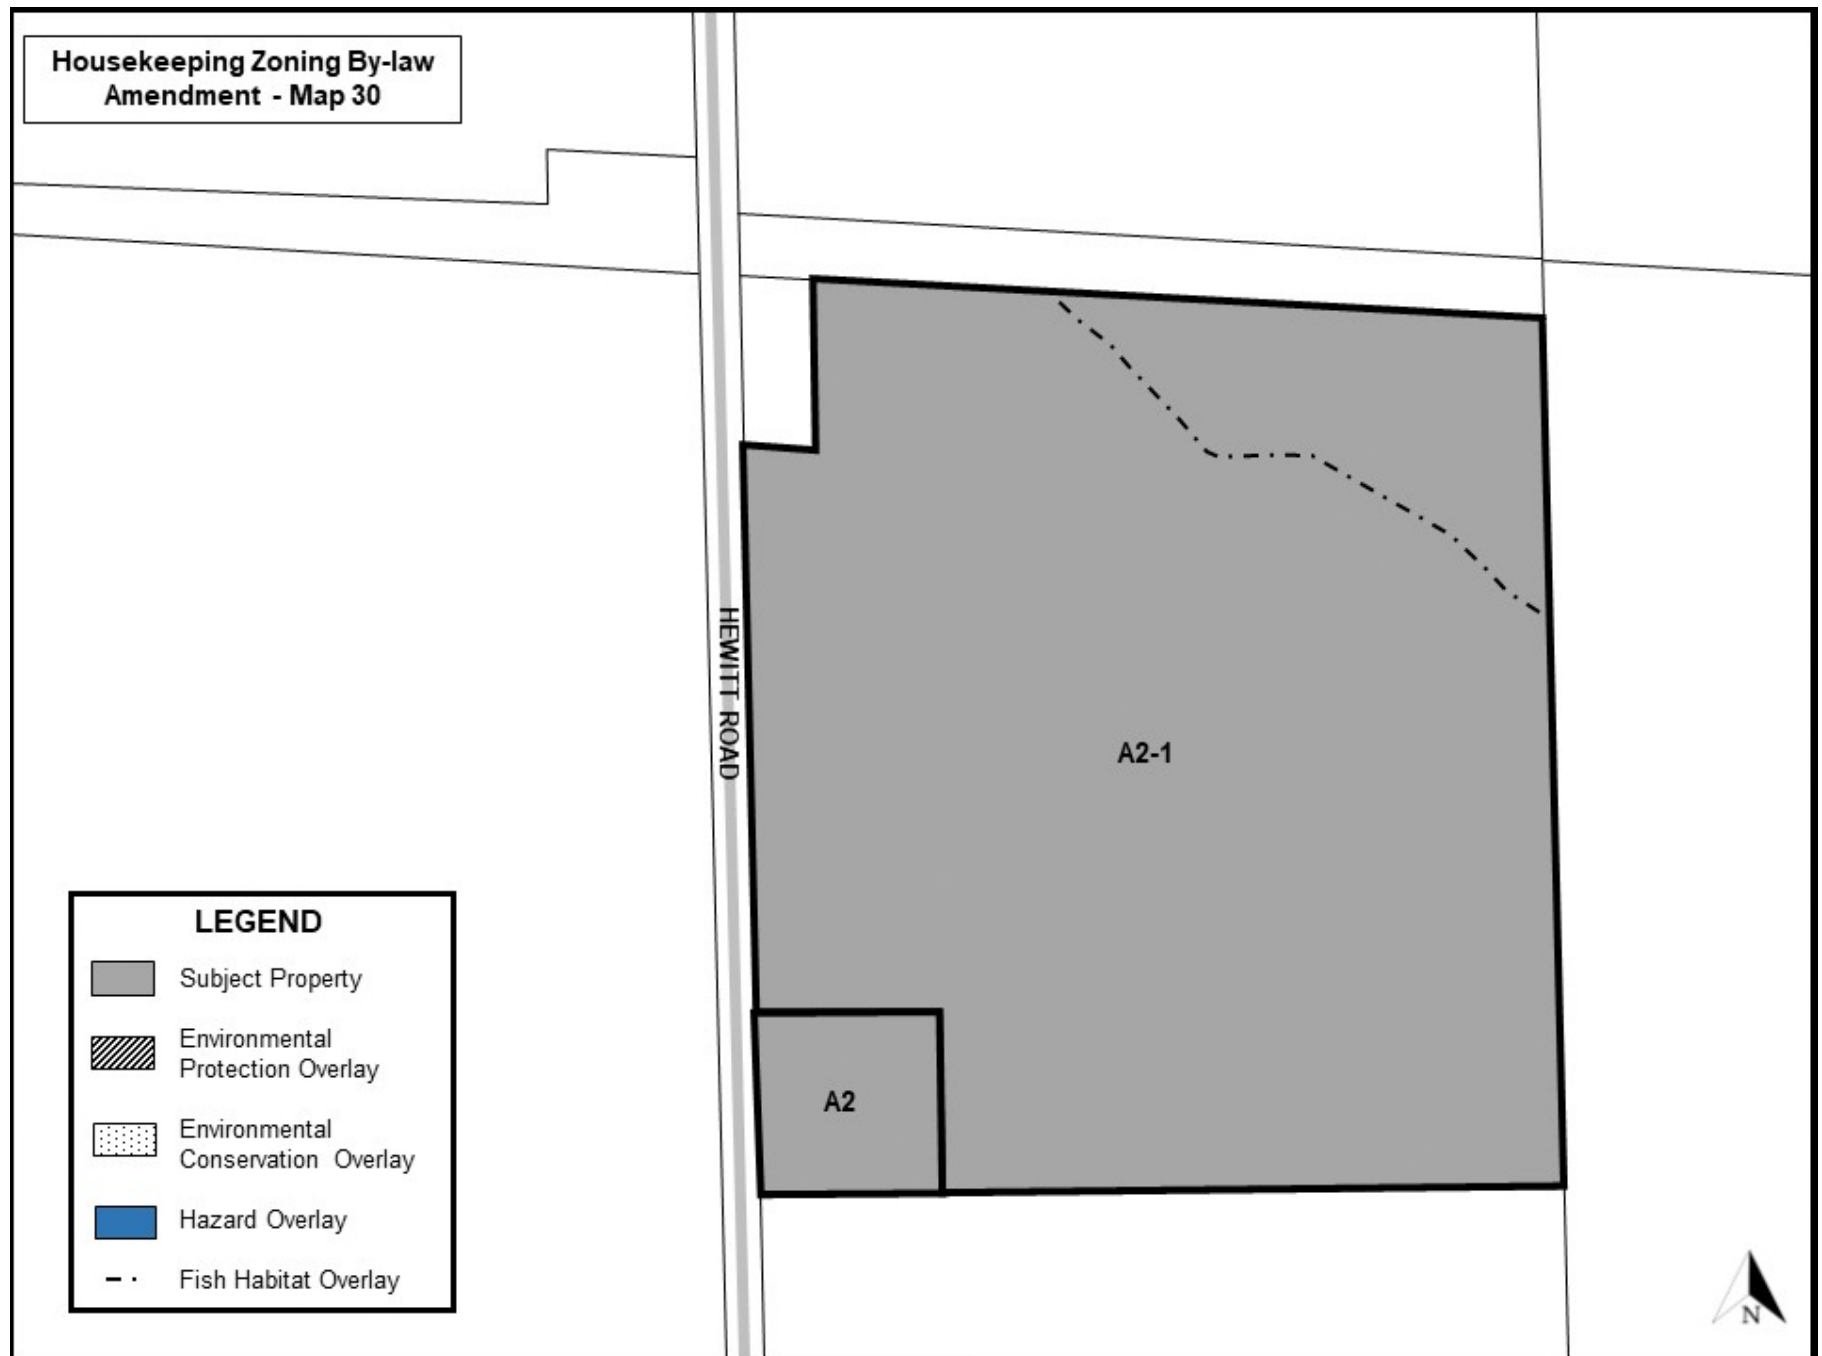 Housekeeping Zoning By-law
Amendment - Map 30
HEWITT ROAD
A2-1
A2
LEGEND
Subject Property
Environmental
Protection Overlay
Environmental
Conservation Overlay
Hazard Overlay
Fish Habitat Overlay
N